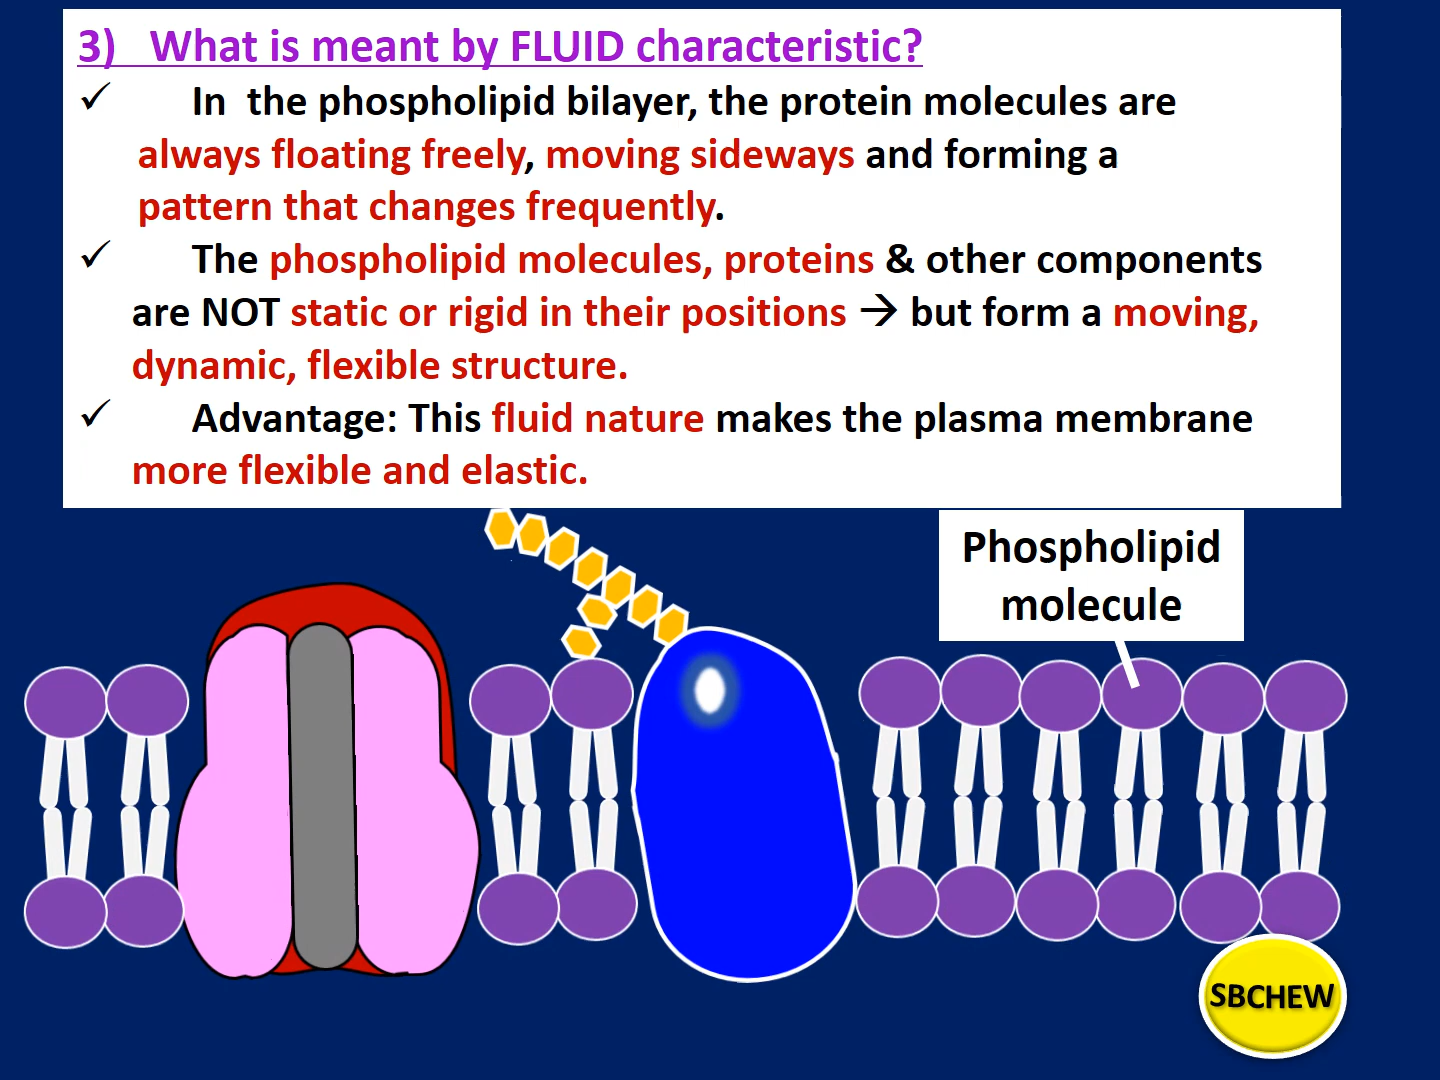 3) What is meant by FLUID characteristic?
✓ In the phospholipid bilayer, the protein molecules are
always floating freely, moving sideways and forming a
pattern that changes frequently.
✓ The phospholipid molecules, proteins & other components
are NOT static or rigid in their positions → but form a moving,
dynamic, flexible structure.
✓ Advantage: This fluid nature makes the plasma membrane
more flexible and elastic.
Phospholipid
molecule
SBCHEW